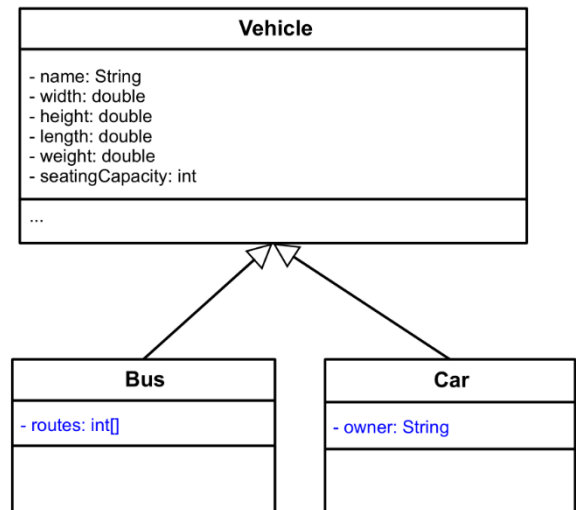 Vehicle
- name: String
- width: double
- height: double
- length: double
- weight: double
- seatingCapacity: int
...
Bus
- routes: int[]
Car
- owner: String